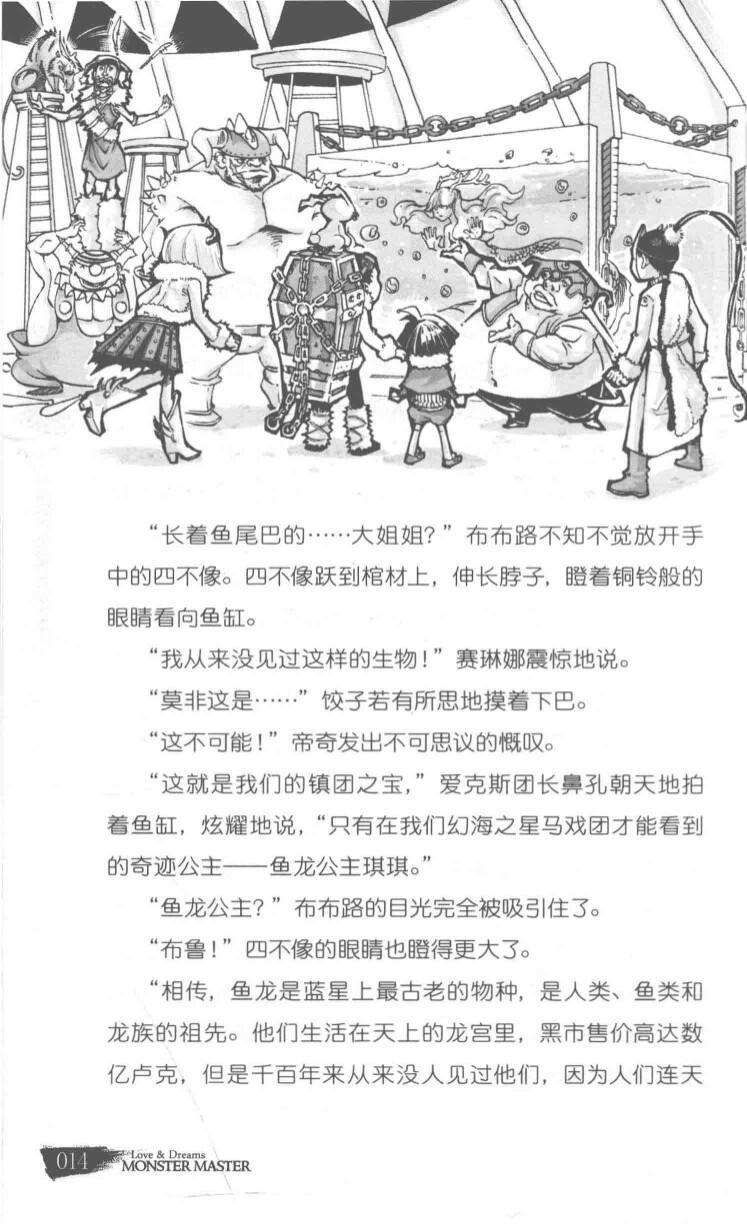 “长着鱼尾巴的……大姐姐？”布布路不知不觉放开手
中的四不像。四不像跃到棺材上，伸长脖子，瞪着铜铃般的
眼睛看向鱼缸。
“我从来没见过这样的生物！”赛琳娜震惊地说。
“莫非这是……”饺子若有所思地摸着下巴。
“这不可能！”帝奇发出不可思议的慨叹。
“这就是我们的镇团之宝，”爱克斯团长鼻孔朝天地拍
着鱼缸，炫耀地说，“只有在我们幻海之星马戏团才能看到
的奇迹公主——鱼龙公主琪琪。”
“鱼龙公主？”布布路的目光完全被吸引住了。
“布鲁！”四不像的眼睛也瞪得更大了。
“相传，鱼龙是蓝星上最古老的物种，是人类、鱼类和
龙族的祖先。他们生活在天上的龙宫里，黑市售价高达数
亿卢克，但是千百年来从来没人见过他们，因为人们连天
014
Love & Dreams
MONSTER MASTER